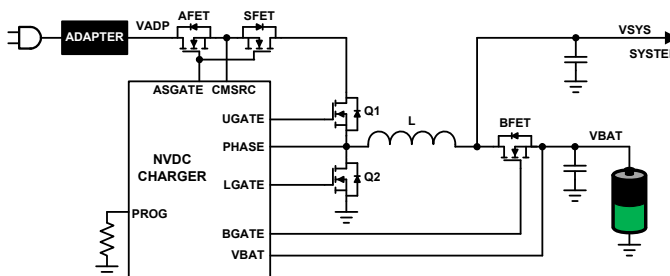 AFET SFET
VADP
ADAPTER
VSYS
SYSTEM
ASGATE CMSRC
UGATE
Q1
L
BFET
VBAT
PHASE
NVDC
CHARGER
LGATE
Q2
PROG
BGATE
VBAT